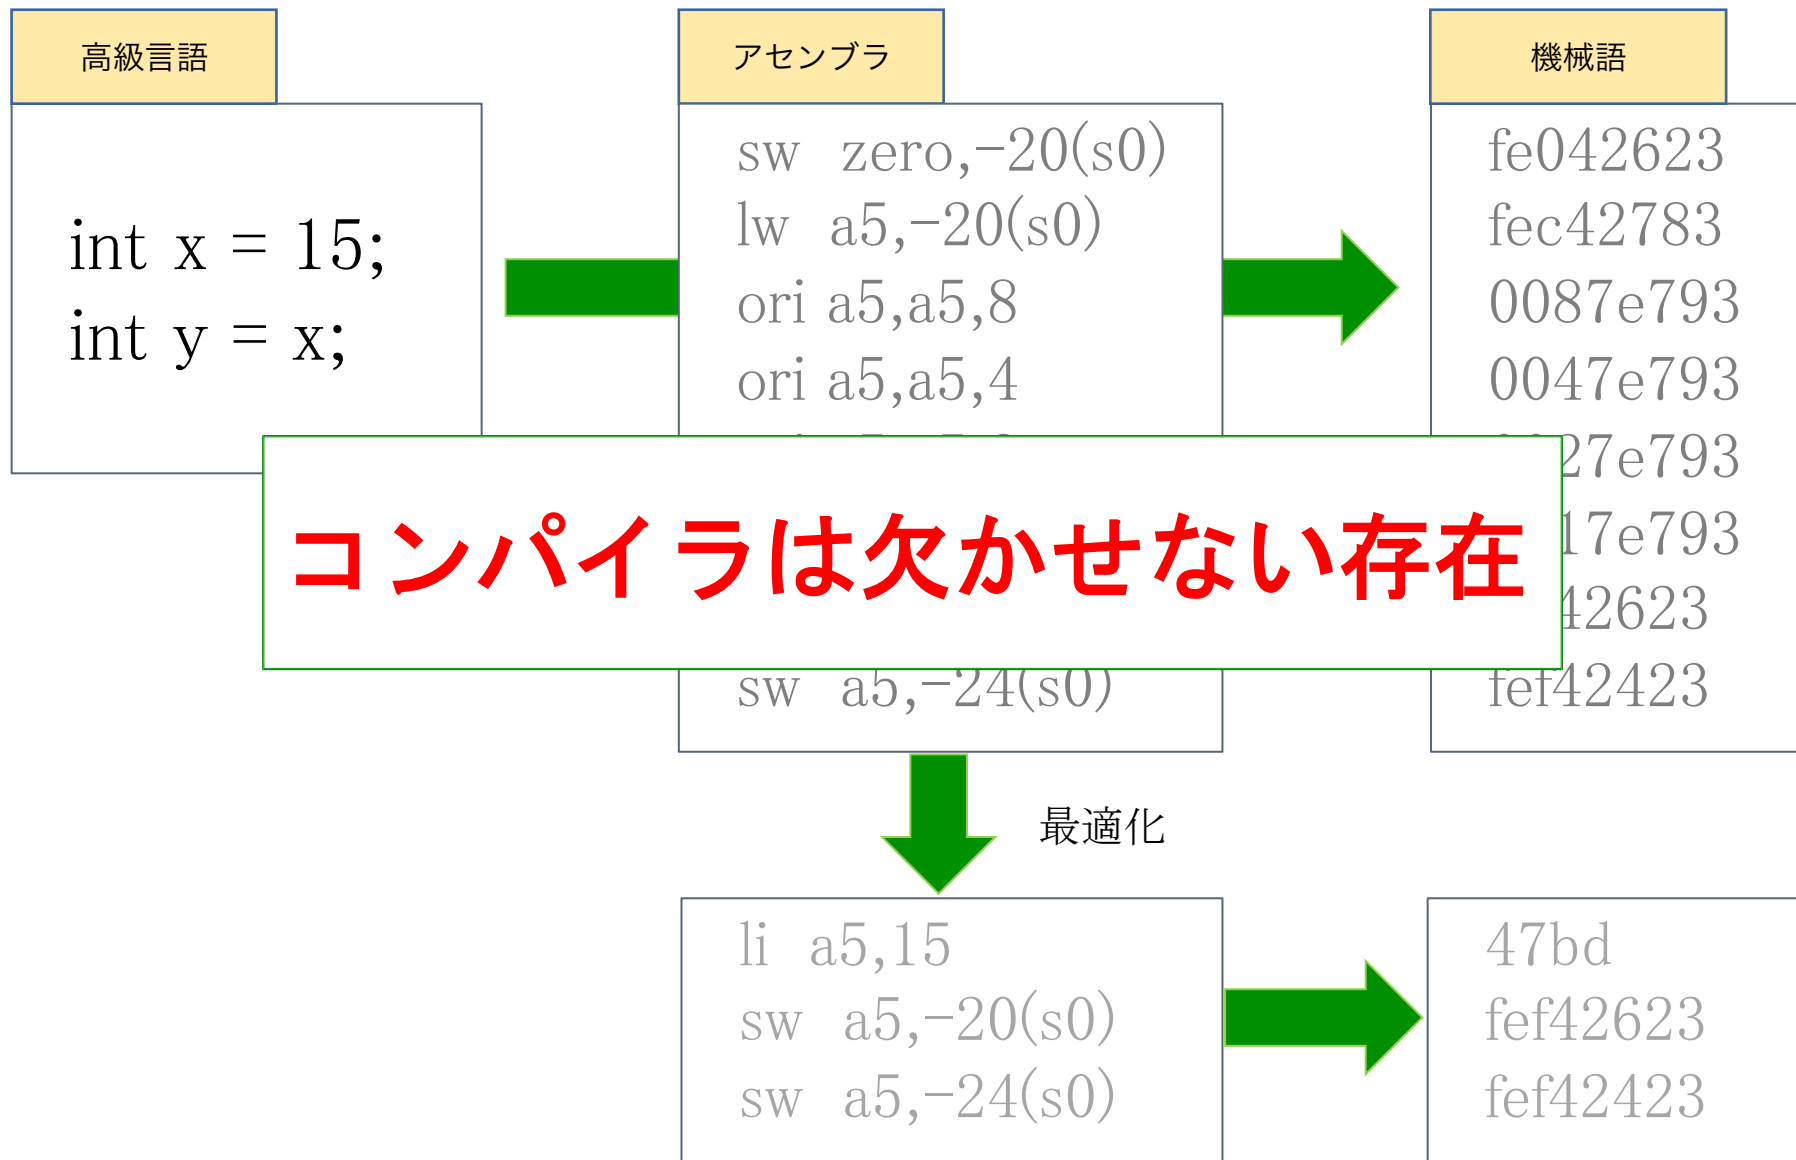 高級言語
int x = 15;
int y = x;
アセンブラ
sw zero,−20(s0)
lw a5,−20(s0)
ori a5,a5,8
ori a5,a5,4
sw a5,−24(s0)
機械語
fe042623
fec42783
0087e793
0047e793
27e793
17e793
42623
fef42423
コンパイラは欠かせない存在
最適化
li a5,15
sw a5,−20(s0)
sw a5,−24(s0)
47bd
fef42623
fef42423